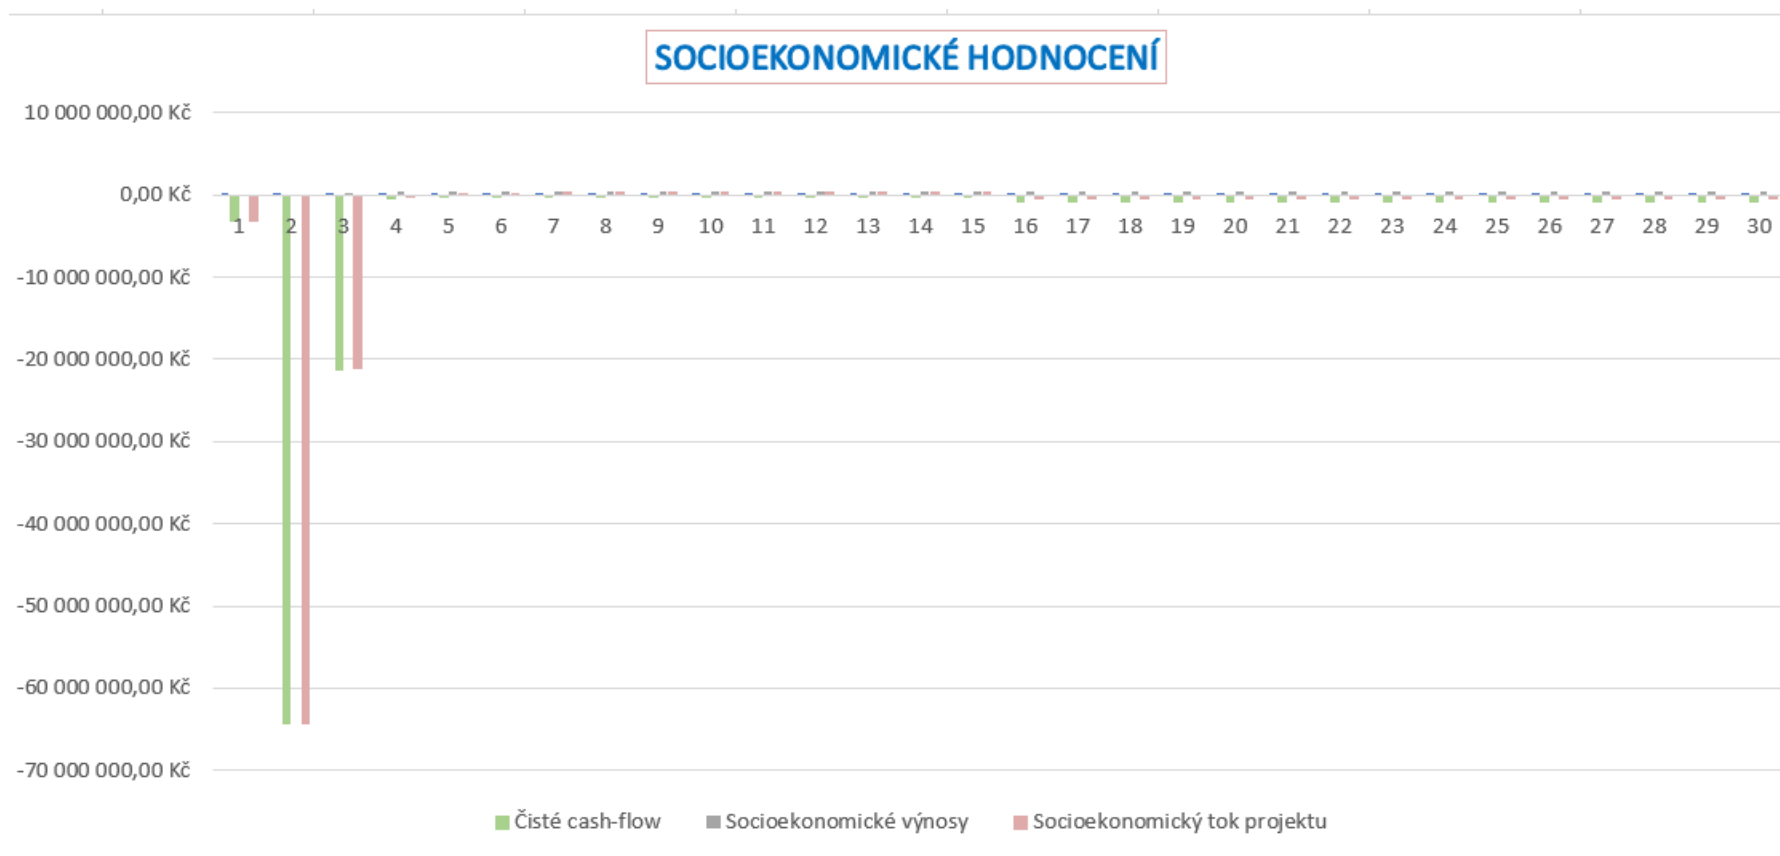 SOCIOEKONOMICKÉ HODNOCENÍ
10 000 000,00 Kč
0,00 Kč
1 2 3 4 5 6 7 8 9 10 11 12 13 14 15 16 17 18 19 20 21 22 23 24 25 26 27 28 29 30
-10 000 000,00 Kč
-20 000 000,00 Kč
-30 000 000,00 Kč
-40 000 000,00 Kč
-50 000 000,00 Kč
-60 000 000,00 Kč
-70 000 000,00 Kč
Čisté cash-flow Socioekonomické výnosy Socioekonomický tok projektu